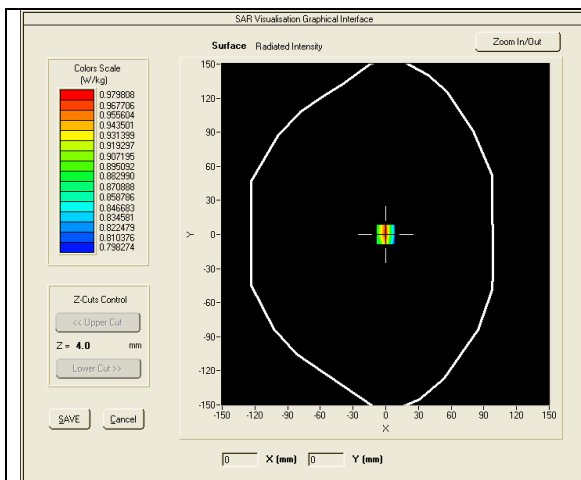 SAR Visualisation Graphical Interface
Surface Radiated Intensity
Zoom In/Out
Colors Scale
(W/kg)
0.979808
0.967706
0.955604
0.943501
0.931399
0.919297
0.907195
0.895092
0.882990
0.870888
0.858786
0.846683
0.834581
0.822479
0.810376
0.798274
Z-Cuts Control
<< Upper Cut
Z = 4.0 mm
Lower Cut >>
SAVE Cancel
150-
120-
90-
60-
30-
0-
-30-
-60-
-90-
-120-
-150-
Y
-150 -120 -90 -60 -30 0 30 60 90 120 150
X
0 X (mm) 0 Y (mm)